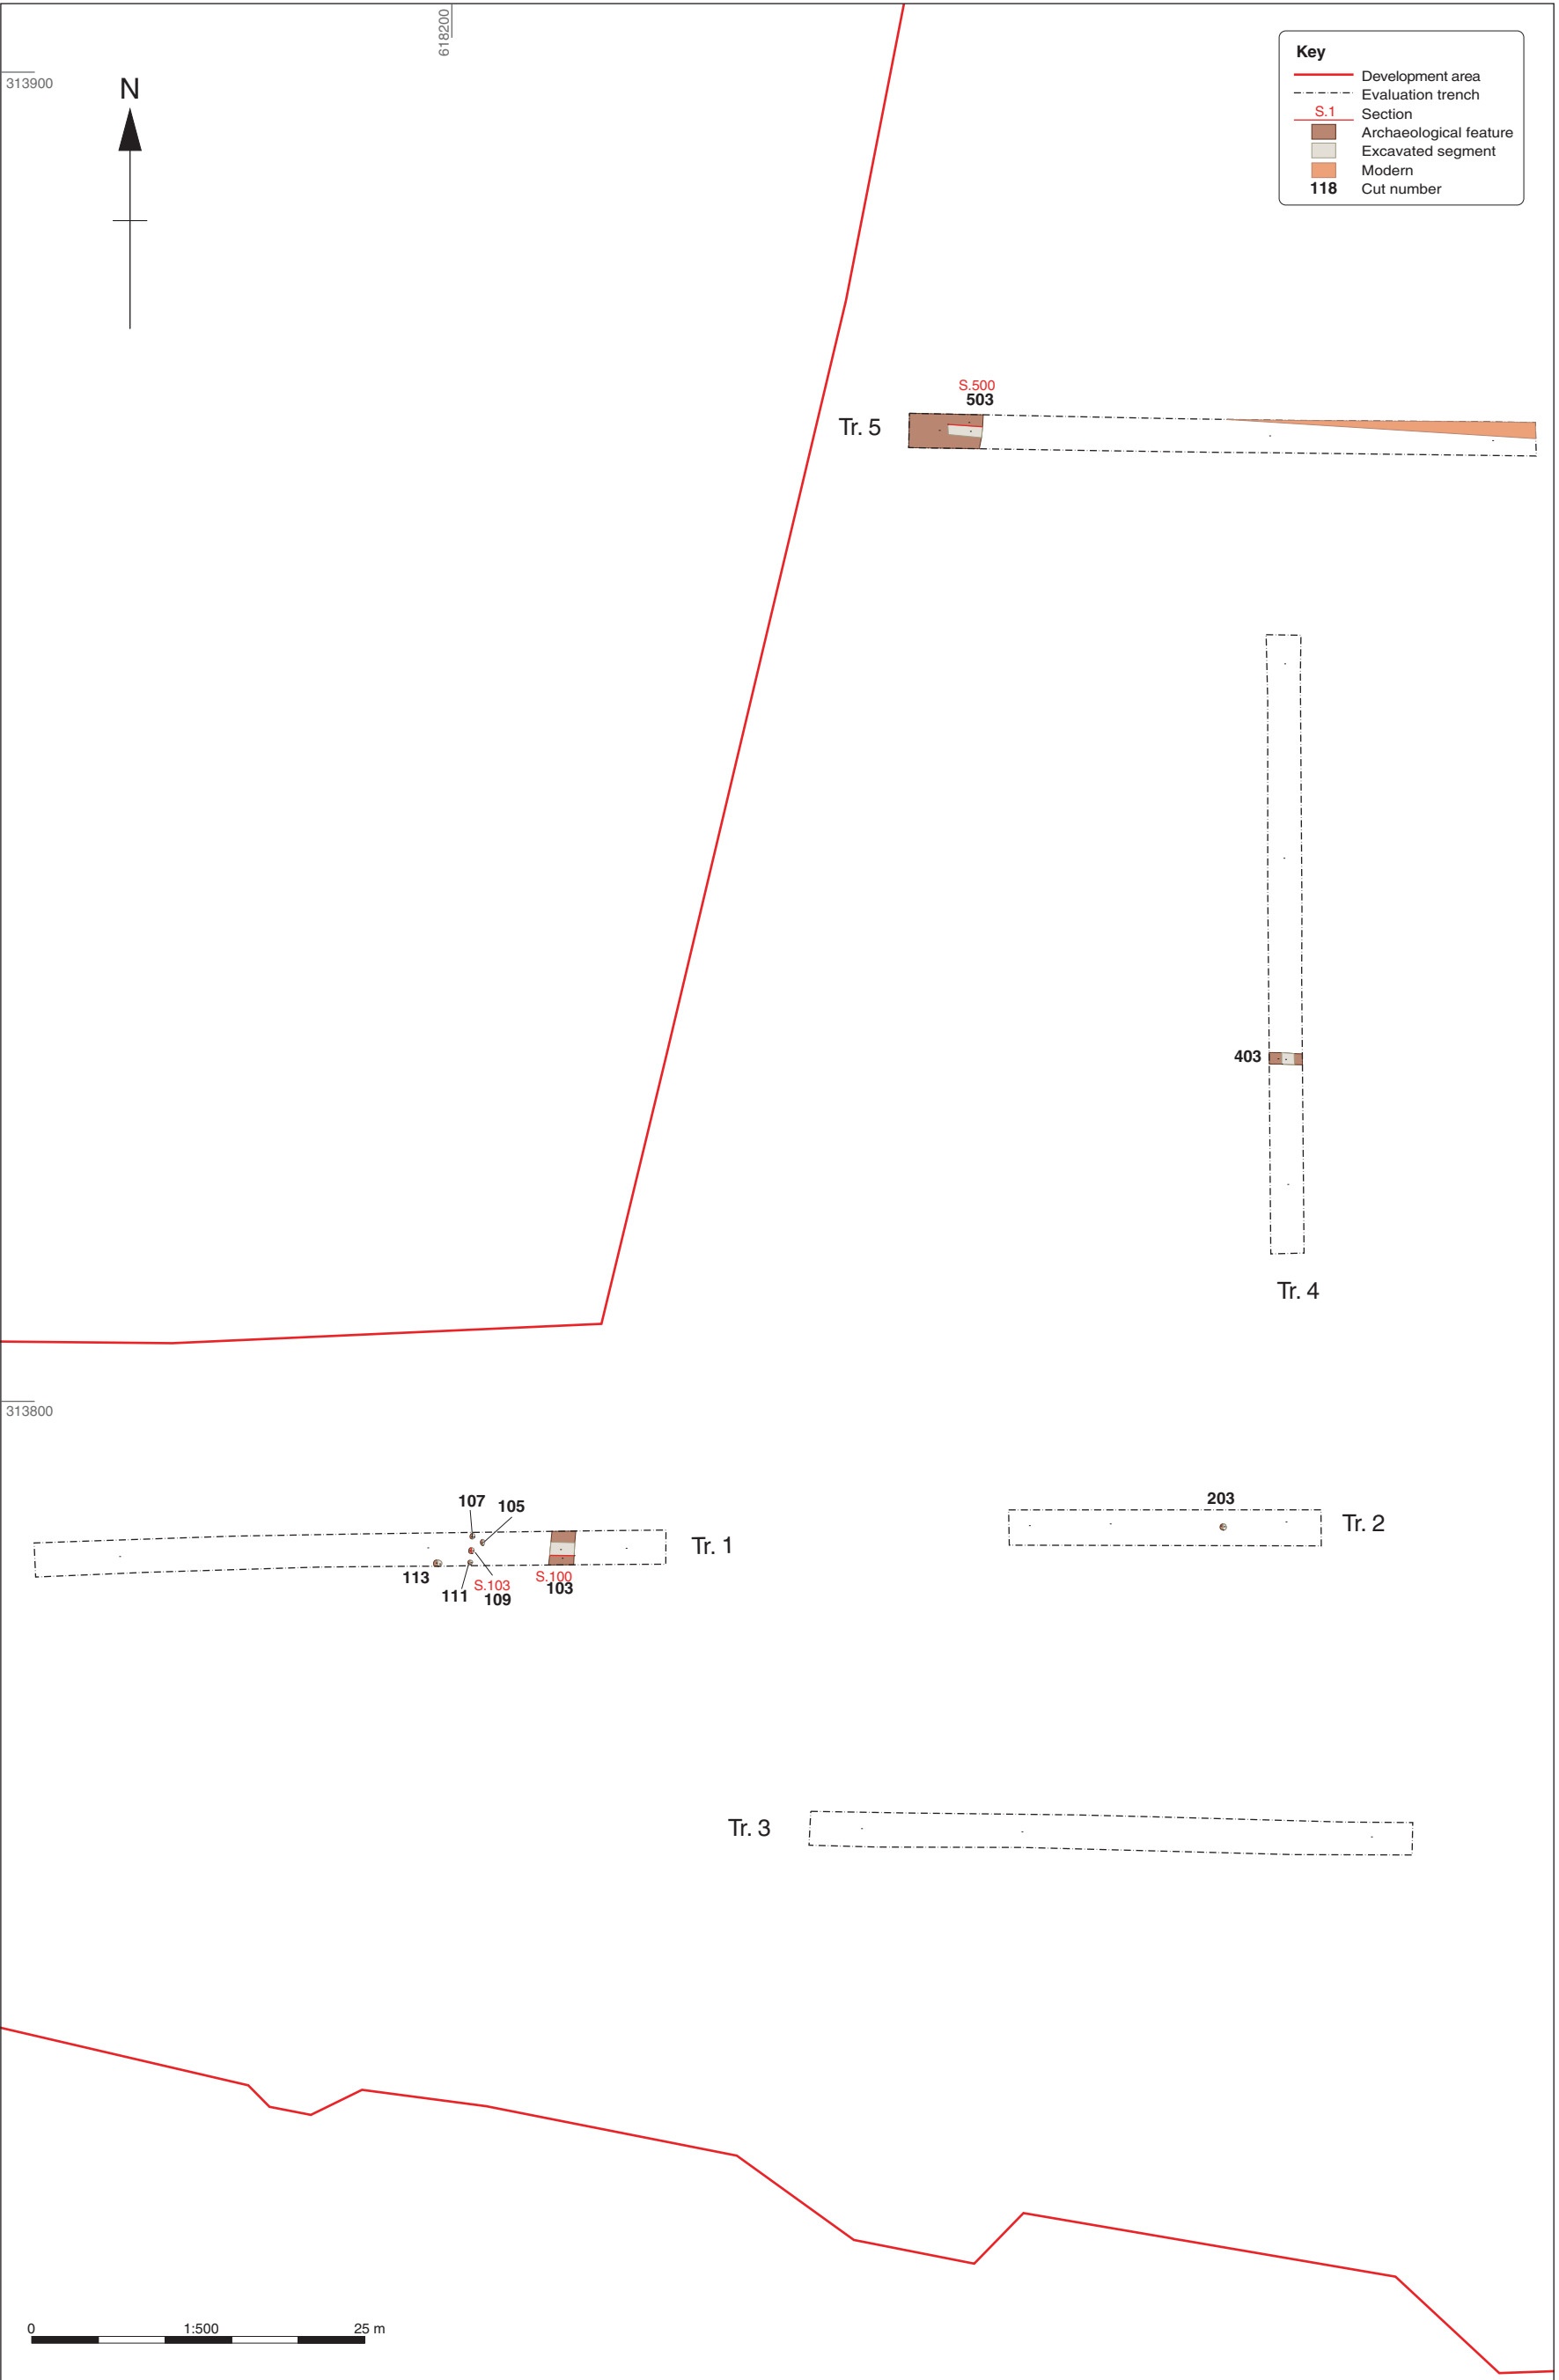 618200
313900
N
Key
Development area
Evaluation trench
S.1 Section
Archaeological feature
Excavated segment
Modern
118 Cut number
S.500
503
Tr. 5
403
Tr. 4
313800
107 105
203
Tr. 2
Tr. 1
113
S.103
S.100
111
109
103
Tr. 3
0 1:500 25 m